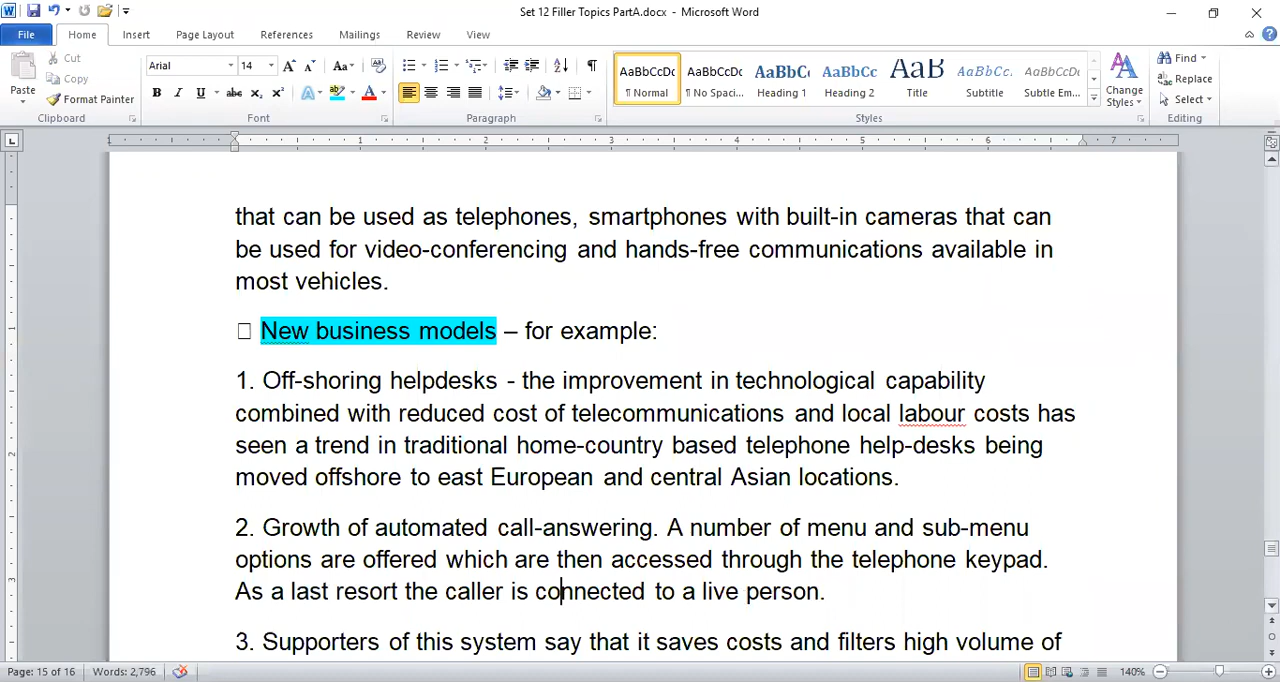 Set 12 Filler Topics PartA.docx - Microsoft Word
File Home Insert Page Layout References Mailings Review View
Paste
Cut
Copy
Format Painter
Clipboard
Arial 14
Font
Paragraph
AaBbCcDc AaBbCcDc AaBbC AaBbCc AaB AaBbCc. AaBbCcDc
¶ Normal ¶ No Spaci... Heading 1 Heading 2 Title Subtitle Subtle Em...
Change Styles
Styles
Find
Replace
Select
Editing
1 1 2 3 4 5 6 7
that can be used as telephones, smartphones with built-in cameras that can
be used for video-conferencing and hands-free communications available in
most vehicles.
New business models – for example:
1. Off-shoring helpdesks - the improvement in technological capability
combined with reduced cost of telecommunications and local labour costs has
seen a trend in traditional home-country based telephone help-desks being
moved offshore to east European and central Asian locations.
2. Growth of automated call-answering. A number of menu and sub-menu
options are offered which are then accessed through the telephone keypad.
As a last resort the caller is connected to a live person.
3. Supporters of this system say that it saves costs and filters high volume of
Page: 15 of 16 Words: 2,796 140%